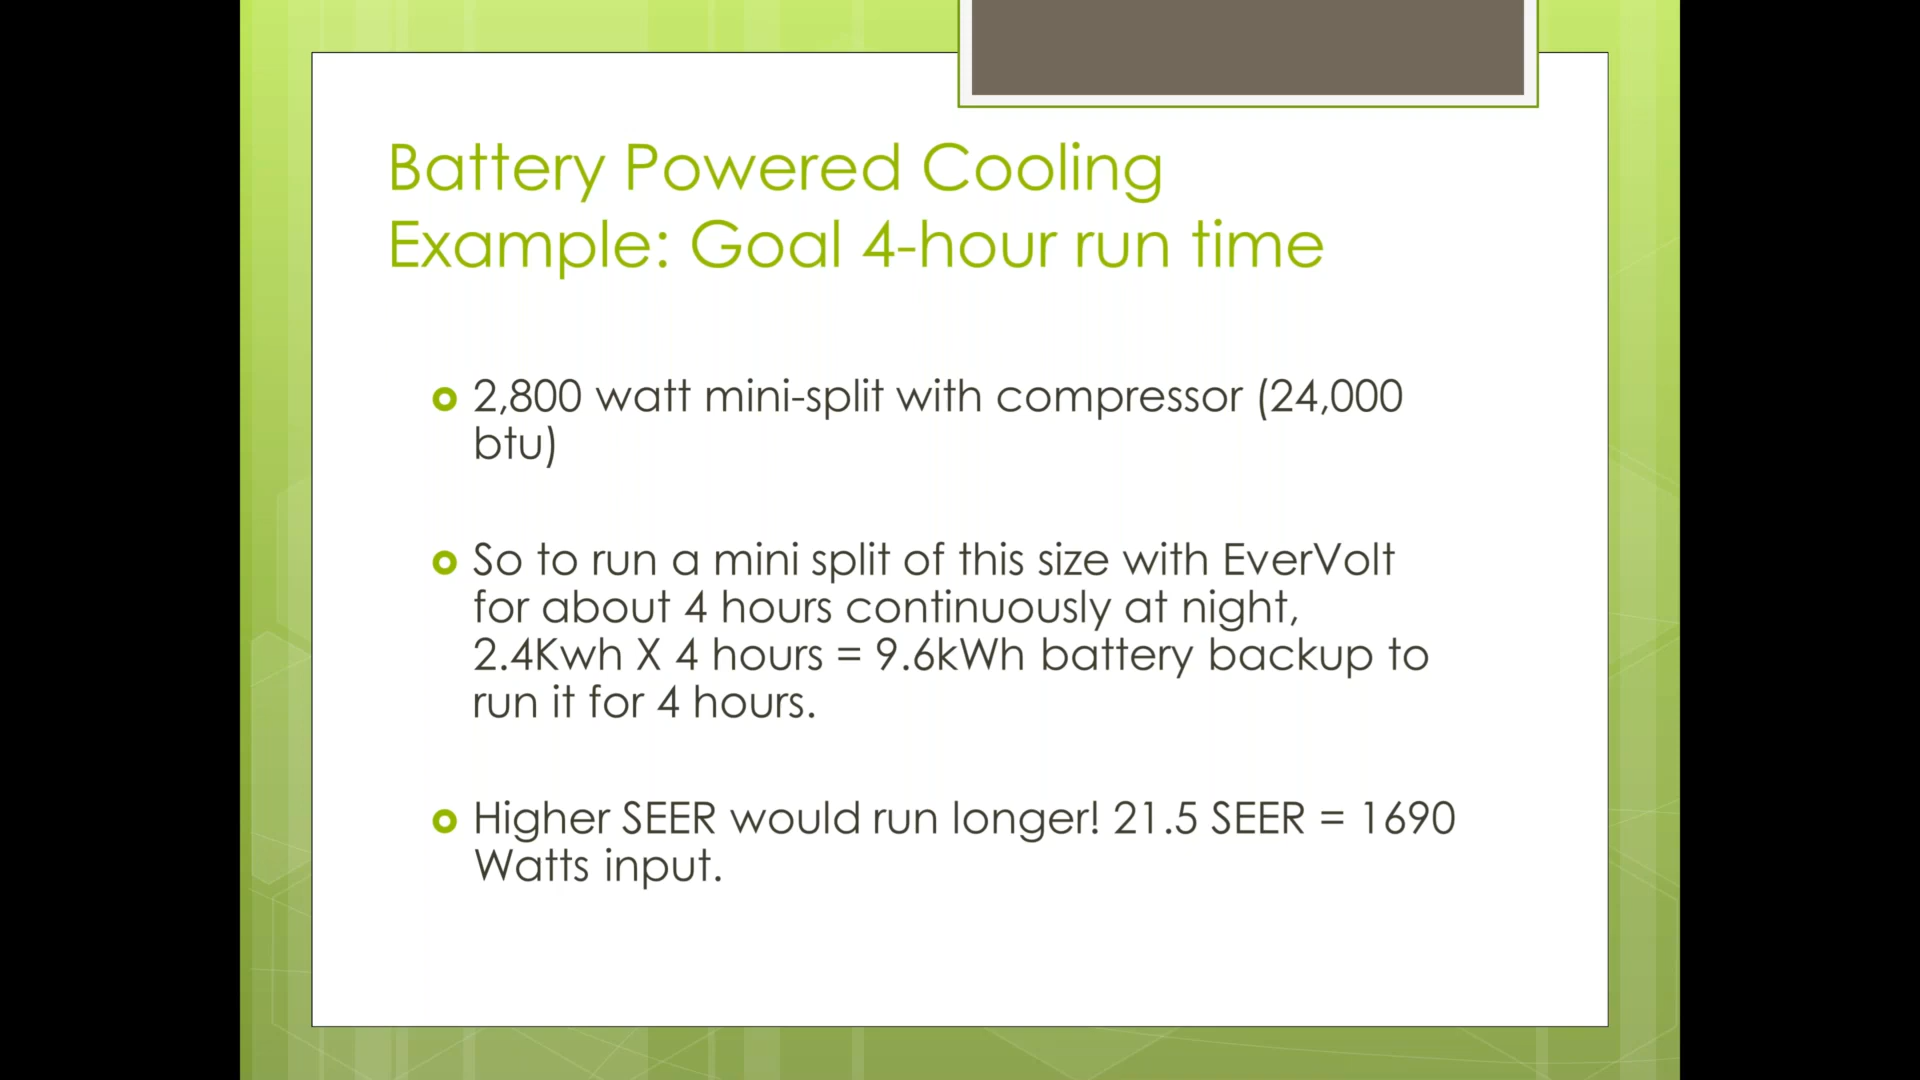 Battery Powered Cooling
Example: Goal 4-hour run time
2,800 watt mini-split with compressor (24,000
btu)
So to run a mini split of this size with EverVolt
for about 4 hours continuously at night,
2.4Kwh X 4 hours = 9.6kWh battery backup to
run it for 4 hours.
Higher SEER would run longer! 21.5 SEER = 1690
Watts input.